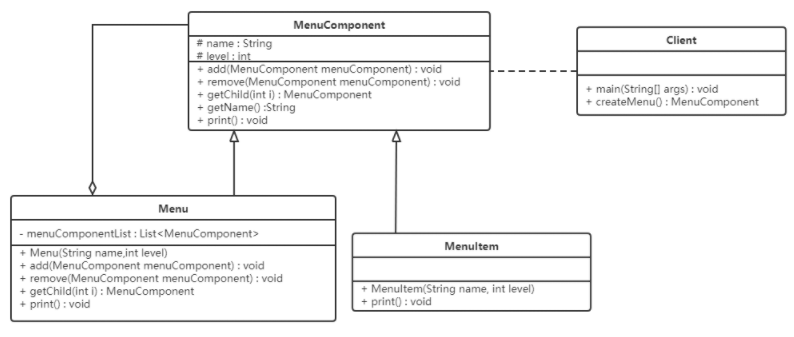 MenuComponent
# name : String
# level : int
+ add(MenuComponent menuComponent) : void
+ remove(MenuComponent menuComponent) : void
+ getChild(int i) : MenuComponent
+ getName() :String
+ print() : void
Client
+ main(String[] args) : void
+ createMenu() : MenuComponent
Menu
- menuComponentList : List<MenuComponent>
+ Menu(String name,int level)
+ add(MenuComponent menuComponent) : void
+ remove(MenuComponent menuComponent) : void
+ getChild(int i) : MenuComponent
+ print() : void
MenuItem
+ MenuItem(String name, int level)
+ print() : void